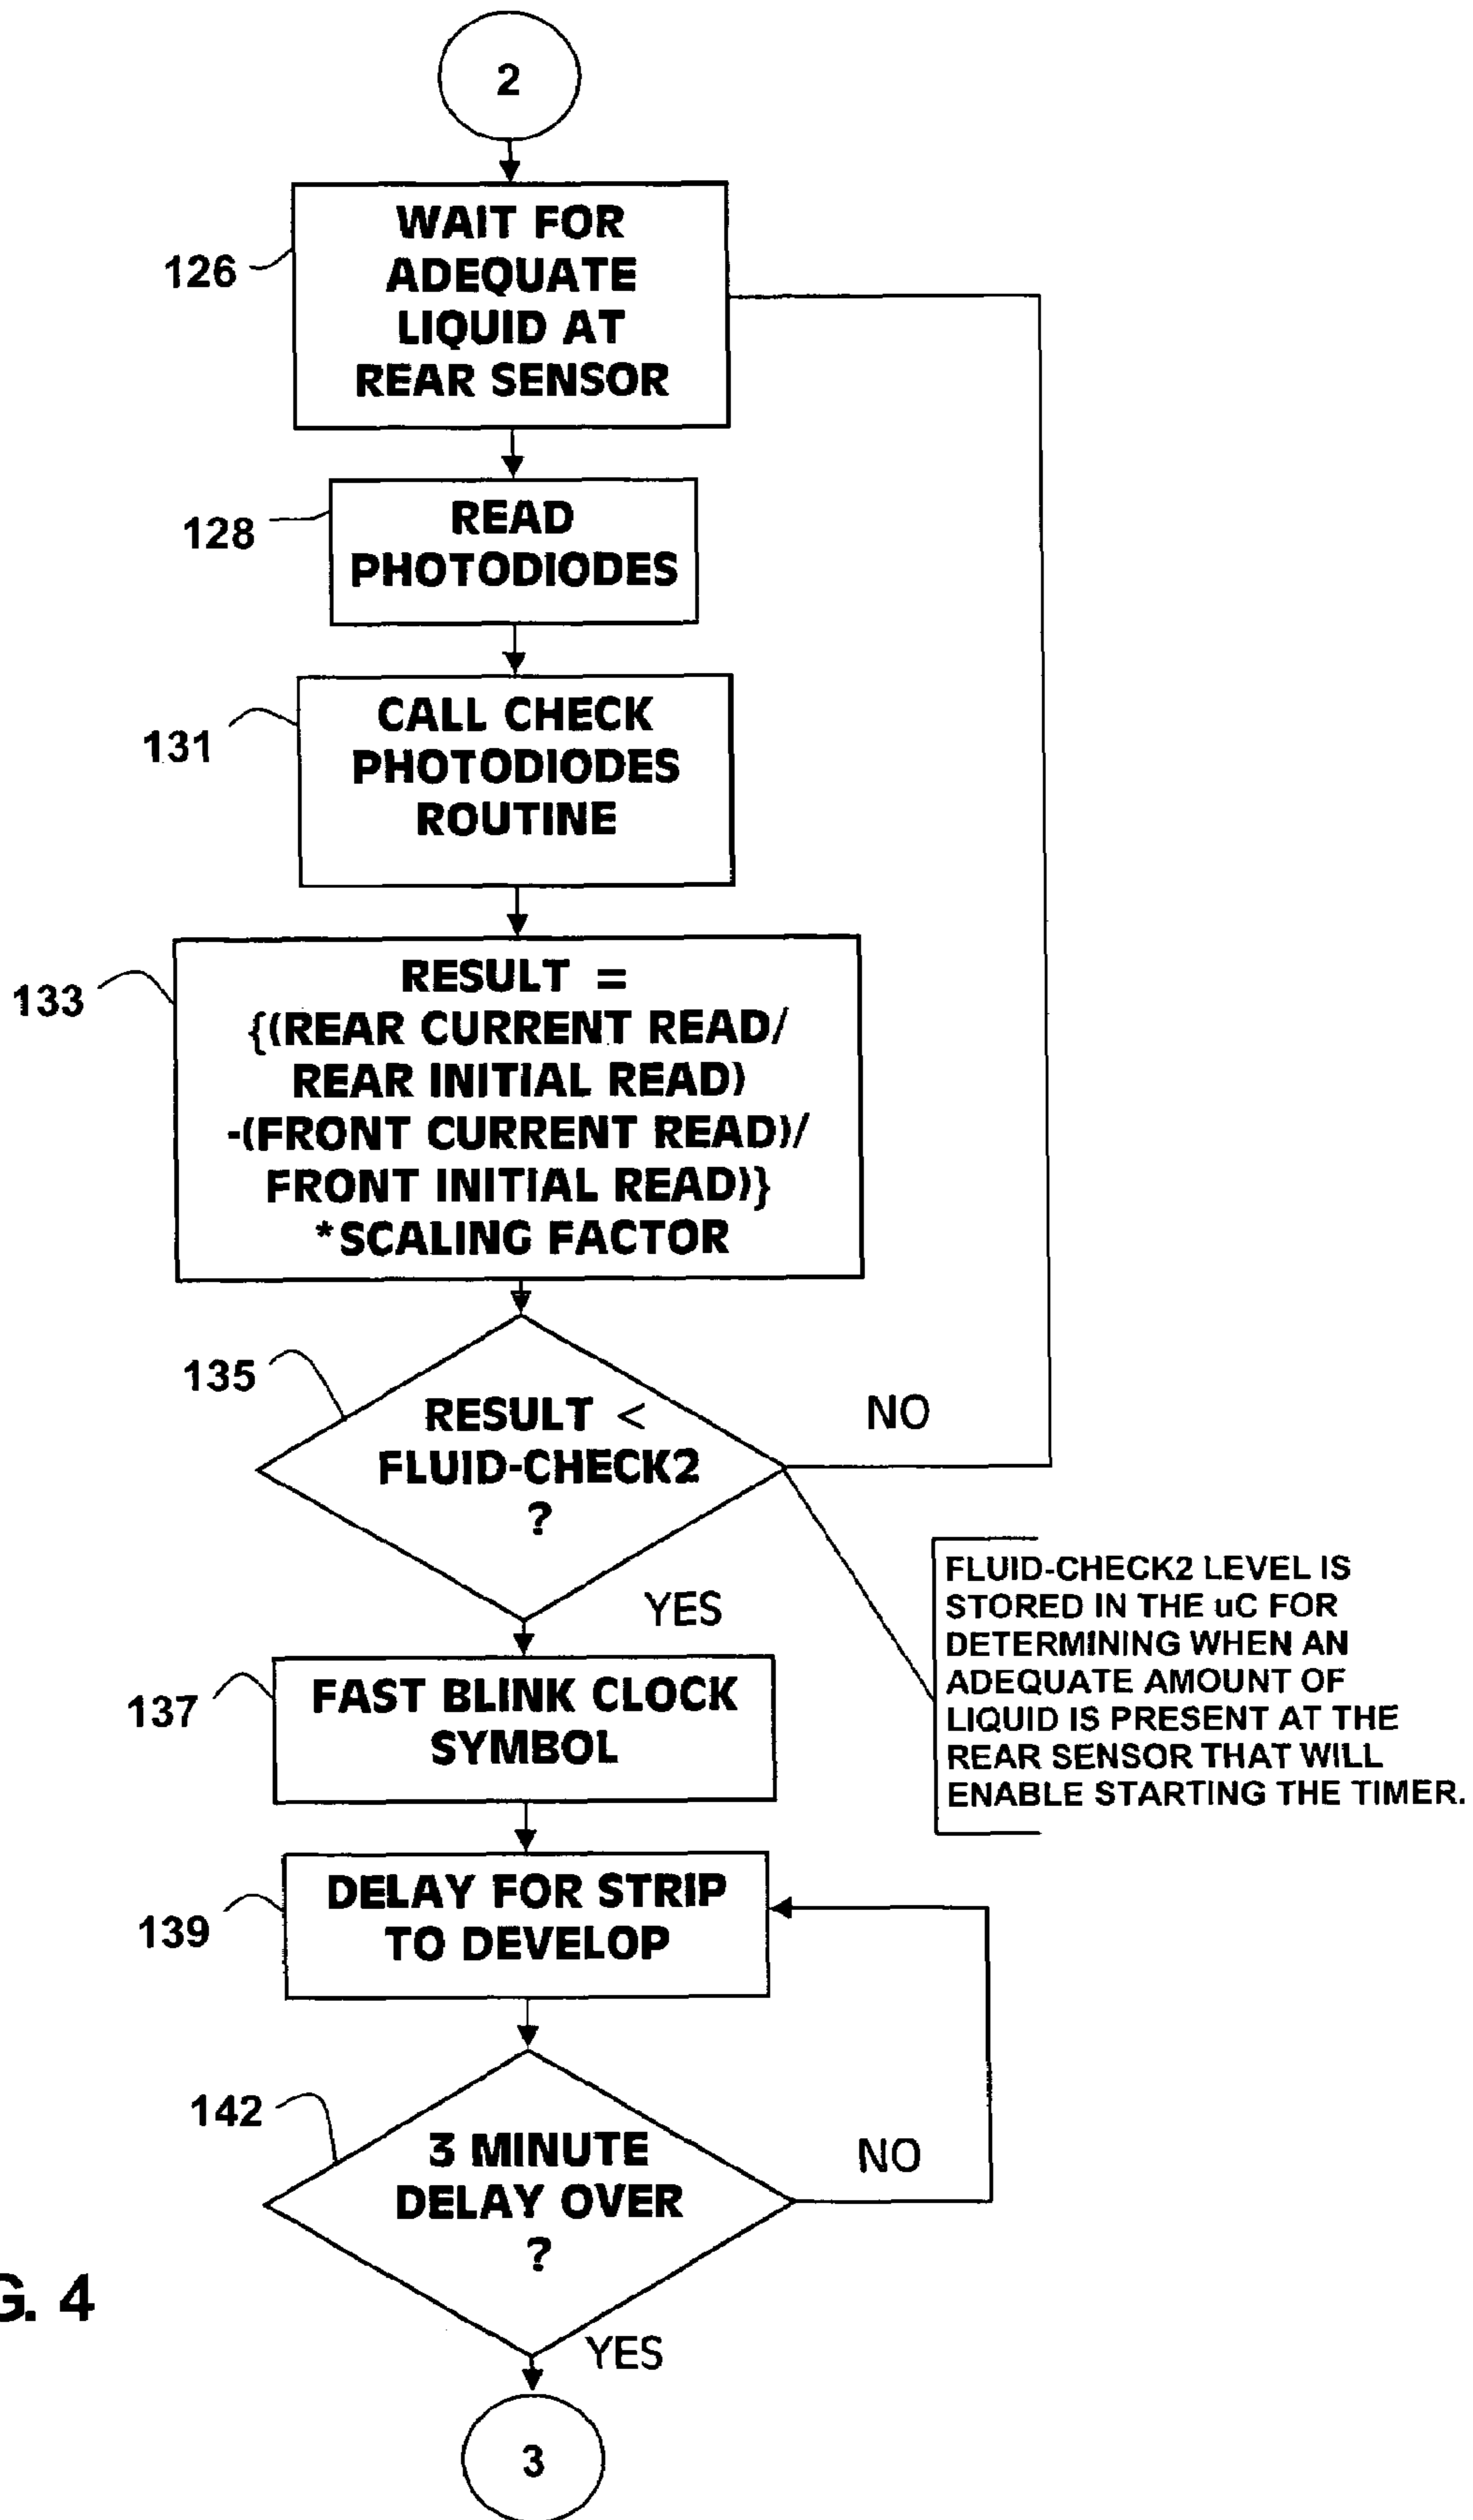 2
126
WAIT FOR
ADEQUATE
LIQUID AT
REAR SENSOR
128
READ
PHOTODIODES
131
CALL CHECK
PHOTODIODES
ROUTINE
133
RESULT =
{(REAR CURRENT READ/
REAR INITIAL READ)
-(FRONT CURRENT READ)/
FRONT INITIAL READ)}
*SCALING FACTOR
135
RESULT <
FLUID-CHECK2
?
NO
YES
FLUID-CHECK2 LEVEL IS
STORED IN THE uC FOR
DETERMINING WHEN AN
ADEQUATE AMOUNT OF
LIQUID IS PRESENT AT THE
REAR SENSOR THAT WILL
ENABLE STARTING THE TIMER.
137
FAST BLINK CLOCK
SYMBOL
139
DELAY FOR STRIP
TO DEVELOP
142
3 MINUTE
DELAY OVER
?
NO
G. 4
YES
3